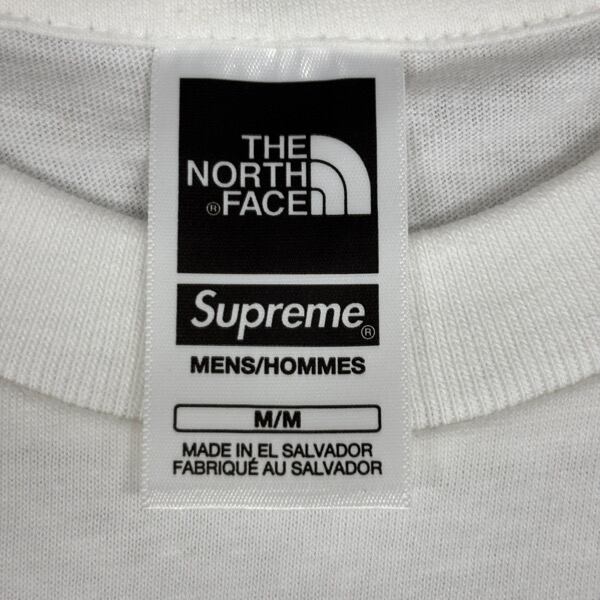 THE
NORTH
®FACE
Supreme®
MENS/HOMMES
M/M
MADE IN EL SALVADOR
FABRIQUÉ AU SALVADOR